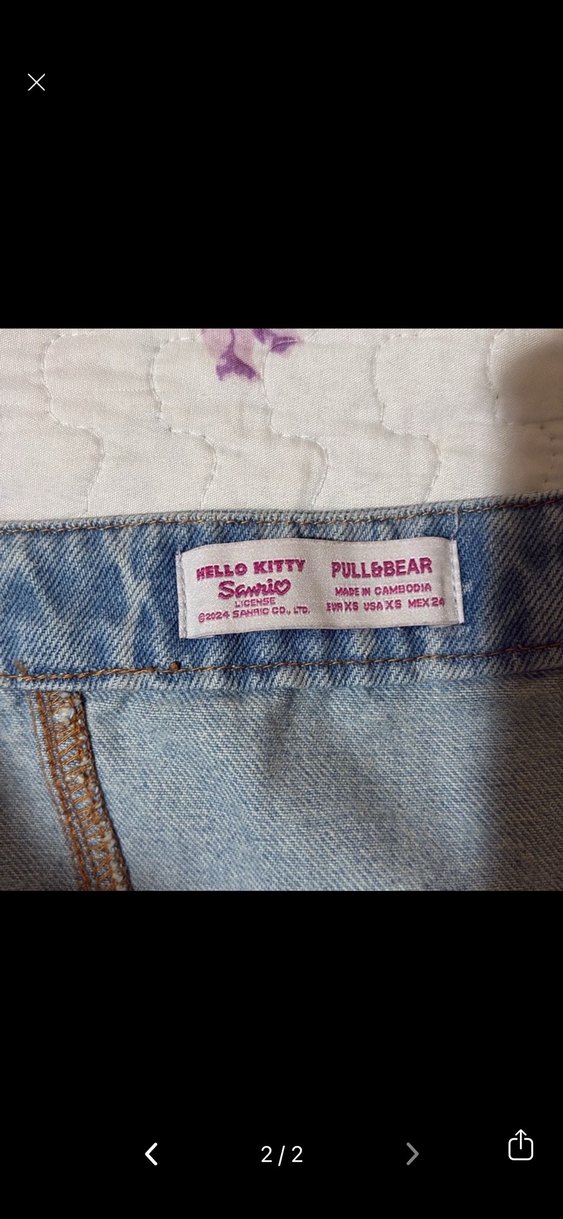 HELLO KITTY
Sanrio
LICENSE
©2024 SANRIO CO., LTD.
PULL&BEAR
MADE IN CAMBODIA
EUR XS USA XS MEX 24
2 / 2